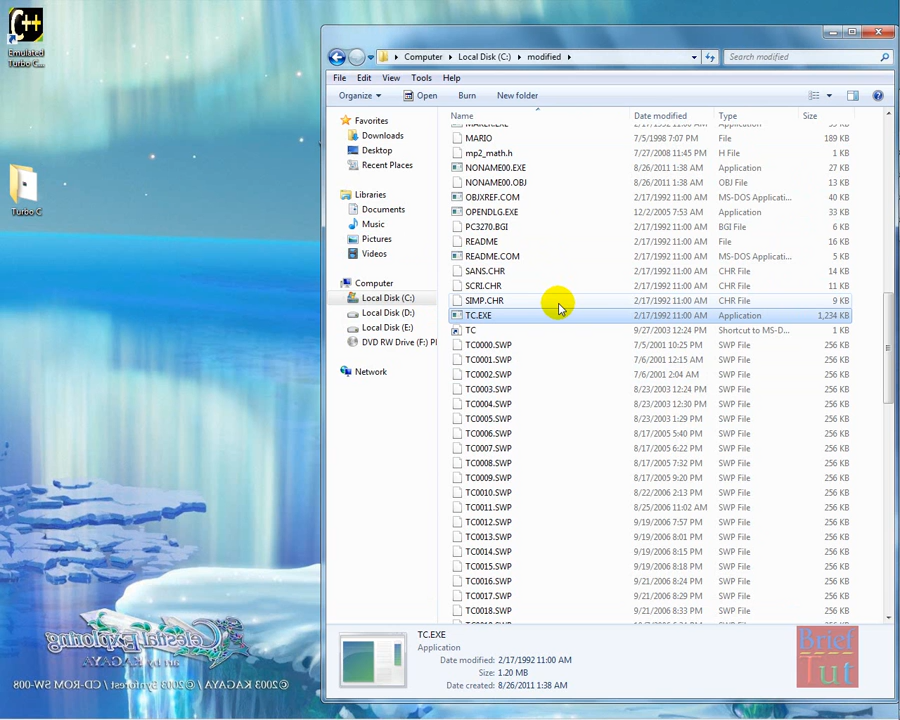 Emulated
Turbo C...
Turbo C
Computer Local Disk (C:) modified
Search modified
File Edit View Tools Help
Organize Open Burn New folder
Favorites
Downloads
Desktop
Recent Places
Libraries
Documents
Music
Pictures
Videos
Computer
Local Disk (C:)
Local Disk (D:)
Local Disk (E:)
DVD RW Drive (F:) P
Network
Name Date modified Type Size
2/17/1992 11:00 AM Application
MARIO 7/5/1998 7:07 PM File 189 KB
mp2_math.h 7/27/2008 11:45 PM H File 1 KB
NONAME00.EXE 8/26/2011 1:38 AM Application 27 KB
NONAME00.OBJ 8/26/2011 1:38 AM OBJ File 13 KB
OBJXREF.COM 2/17/1992 11:00 AM MS-DOS Applicati... 40 KB
OPENDLG.EXE 12/2/2005 7:53 AM Application 33 KB
PC3270.BGI 2/17/1992 11:00 AM BGI File 6 KB
README 2/17/1992 11:00 AM File 16 KB
README.COM 2/17/1992 11:00 AM MS-DOS Applicati... 5 KB
SANS.CHR 2/17/1992 11:00 AM CHR File 14 KB
SCRI.CHR 2/17/1992 11:00 AM CHR File 11 KB
SIMP.CHR 2/17/1992 11:00 AM CHR File 9 KB
TC.EXE 2/17/1992 11:00 AM Application 1,234 KB
TC 9/27/2003 12:24 PM Shortcut to MS-D... 1 KB
TC0000.SWP 7/5/2001 10:25 PM SWP File 256 KB
TC0001.SWP 7/6/2001 12:15 AM SWP File 256 KB
TC0002.SWP 7/6/2001 2:04 AM SWP File 256 KB
TC0003.SWP 8/23/2003 12:24 PM SWP File 256 KB
TC0004.SWP 8/23/2003 12:30 PM SWP File 256 KB
TC0005.SWP 8/23/2003 1:29 PM SWP File 256 KB
TC0006.SWP 8/17/2005 5:40 PM SWP File 256 KB
TC0007.SWP 8/17/2005 6:22 PM SWP File 256 KB
TC0008.SWP 8/17/2005 7:32 PM SWP File 256 KB
TC0009.SWP 8/17/2005 9:20 PM SWP File 256 KB
TC0010.SWP 8/22/2006 2:13 PM SWP File 256 KB
TC0011.SWP 8/25/2006 11:02 AM SWP File 256 KB
TC0012.SWP 9/19/2006 7:57 PM SWP File 256 KB
TC0013.SWP 9/19/2006 8:01 PM SWP File 256 KB
TC0014.SWP 9/19/2006 8:15 PM SWP File 256 KB
TC0015.SWP 9/19/2006 8:18 PM SWP File 256 KB
TC0016.SWP 9/21/2006 8:24 PM SWP File 256 KB
TC0017.SWP 9/21/2006 8:29 PM SWP File 256 KB
TC0018.SWP 9/21/2006 8:33 PM SWP File 256 KB
TC.EXE
Application
Date modified: 2/17/1992 11:00 AM
Size: 1.20 MB
Date created: 8/26/2011 1:38 AM
Brief
Tut
Celestial Exploring
art by KAGAYA
©2003 KAGAYA / ©2003 Synforest / CD-ROM SW-008